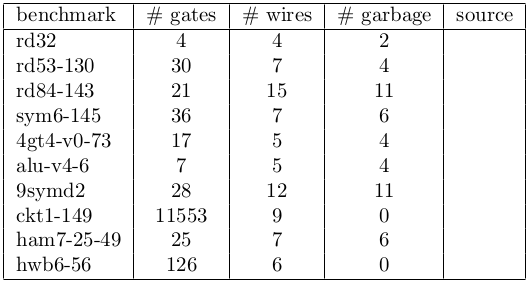 benchmark # gates # wires # garbage source
rd32 4 4 2
rd53-130 30 7 4
rd84-143 21 15 11
sym6-145 36 7 6
4gt4-v0-73 17 5 4
alu-v4-6 7 5 4
9symd2 28 12 11
ckt1-149 11553 9 0
ham7-25-49 25 7 6
hwb6-56 126 6 0